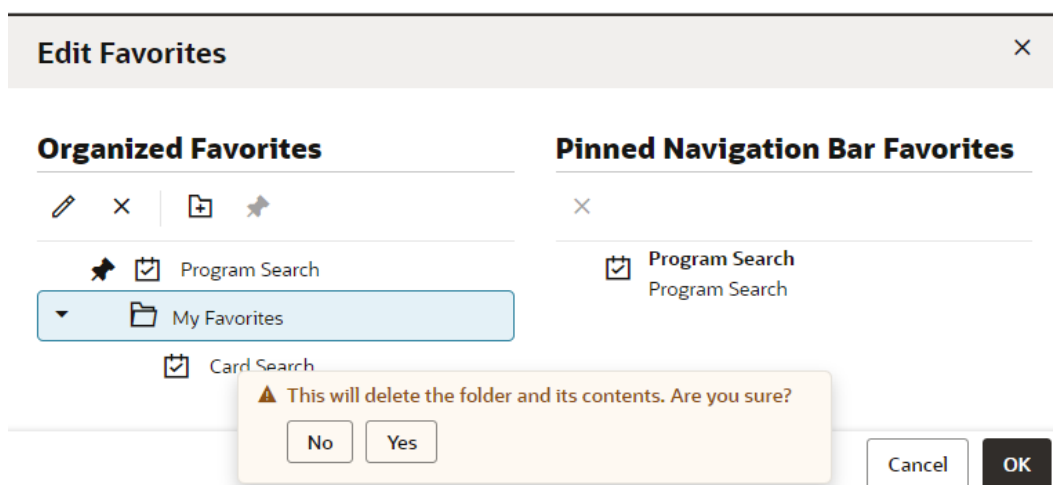 Edit Favorites
Organized Favorites
Pinned Navigation Bar Favorites
Program Search
Program Search
Program Search
My Favorites
Card Search
This will delete the folder and its contents. Are you sure?
No
Yes
Cancel
OK